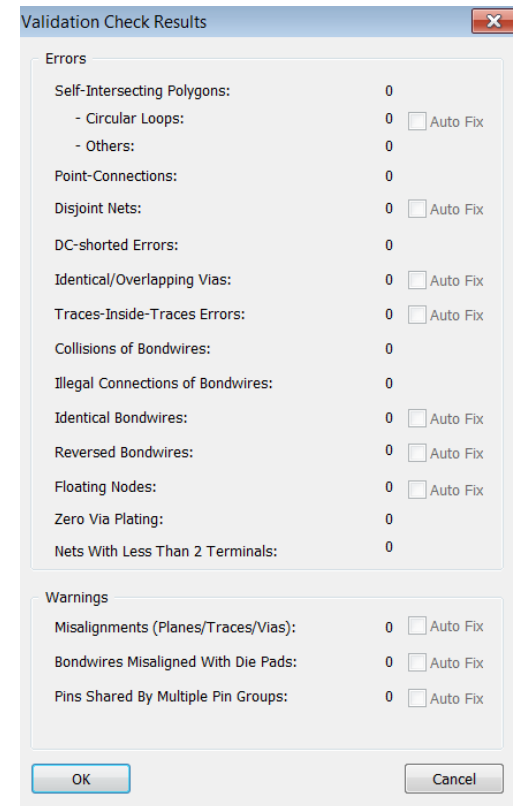 Validation Check Results
Errors
Self-Intersecting Polygons: 0
- Circular Loops: 0 Auto Fix
- Others: 0
Point-Connections: 0
Disjoint Nets: 0 Auto Fix
DC-shorted Errors: 0
Identical/Overlapping Vias: 0 Auto Fix
Traces-Inside-Traces Errors: 0 Auto Fix
Collisions of Bondwires: 0
Illegal Connections of Bondwires: 0
Identical Bondwires: 0 Auto Fix
Reversed Bondwires: 0 Auto Fix
Floating Nodes: 0 Auto Fix
Zero Via Plating: 0
Nets With Less Than 2 Terminals: 0
Warnings
Misalignments (Planes/Traces/Vias): 0 Auto Fix
Bondwires Misaligned With Die Pads: 0 Auto Fix
Pins Shared By Multiple Pin Groups: 0 Auto Fix
OK Cancel